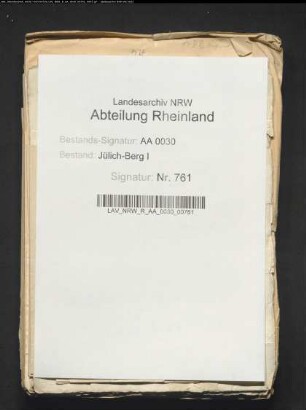 Landesarchiv NRW
Abteilung Rheinland
Bestands-Signatur: AA 0030
Bestand: Jülich-Berg I
Signatur: Nr. 761
LAV_NRW_R_AA_0030_00761